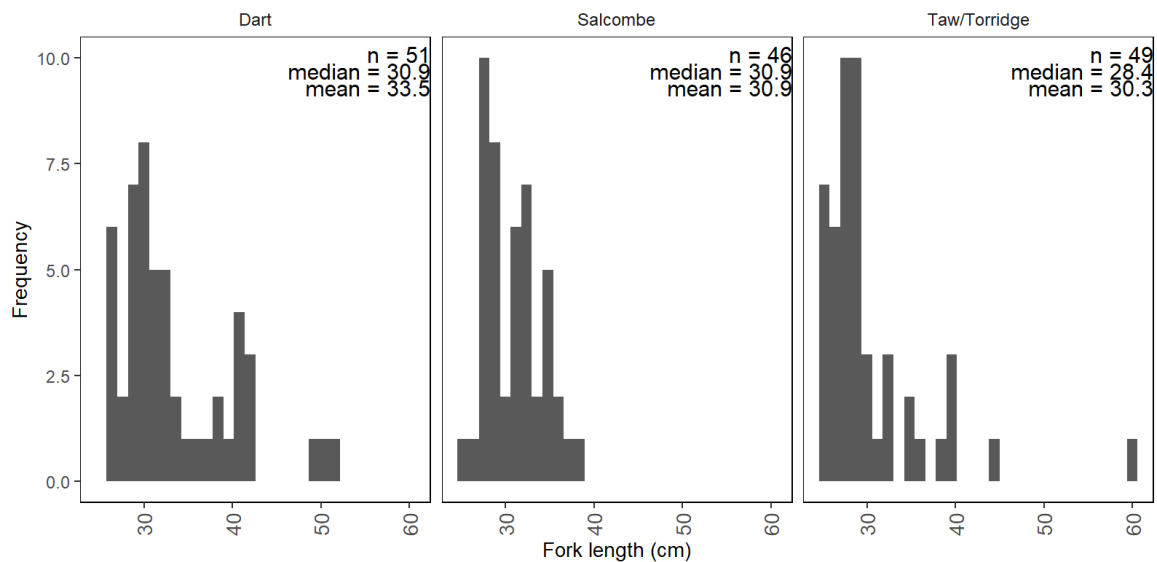 Dart
Salcombe
Taw/Torridge
n = 51
median = 30.9
mean = 33.5
n = 46
median = 30.9
mean = 30.9
n = 49
median = 28.4
mean = 30.3
Frequency
10.0
7.5
5.0
2.5
0.0
30 40 50 60
30 40 50 60
30 40 50 60
Fork length (cm)